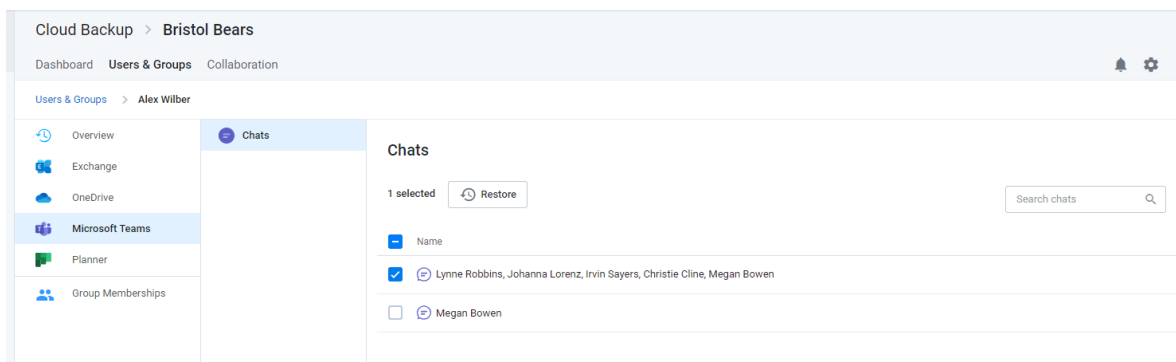 Cloud Backup > Bristol Bears
Dashboard Users & Groups Collaboration
Users & Groups > Alex Wilber
Overview
Exchange
OneDrive
Microsoft Teams
Planner
Group Memberships
Chats
Chats
1 selected Restore Search chats
Name
Lynne Robbins, Johanna Lorenz, Irvin Sayers, Christie Cline, Megan Bowen
Megan Bowen